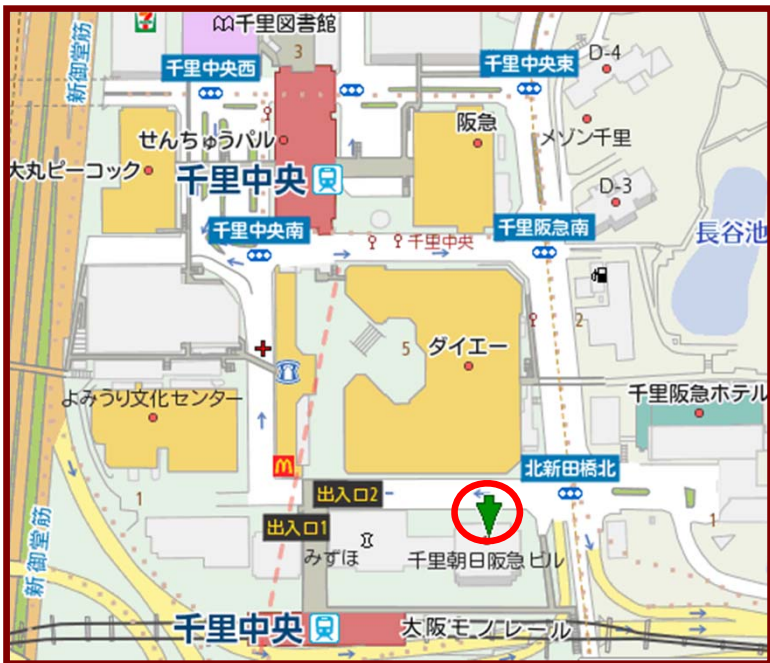 千里図書館
3
新御堂筋
千里中央西
千里中央東
D-4
せんちゅうパル
阪急
メゾン千里
大丸ピーコック
千里中央
D-3
千里中央南
千里中央
千里阪急南
長谷池
2
5
ダイエー
よみうり文化センター
千里阪急ホテル
M
北新田橋北
出入口2
1
1
出入口1
みずほ
千里朝日阪急ビル
新御堂筋
千里中央
大阪モノレール